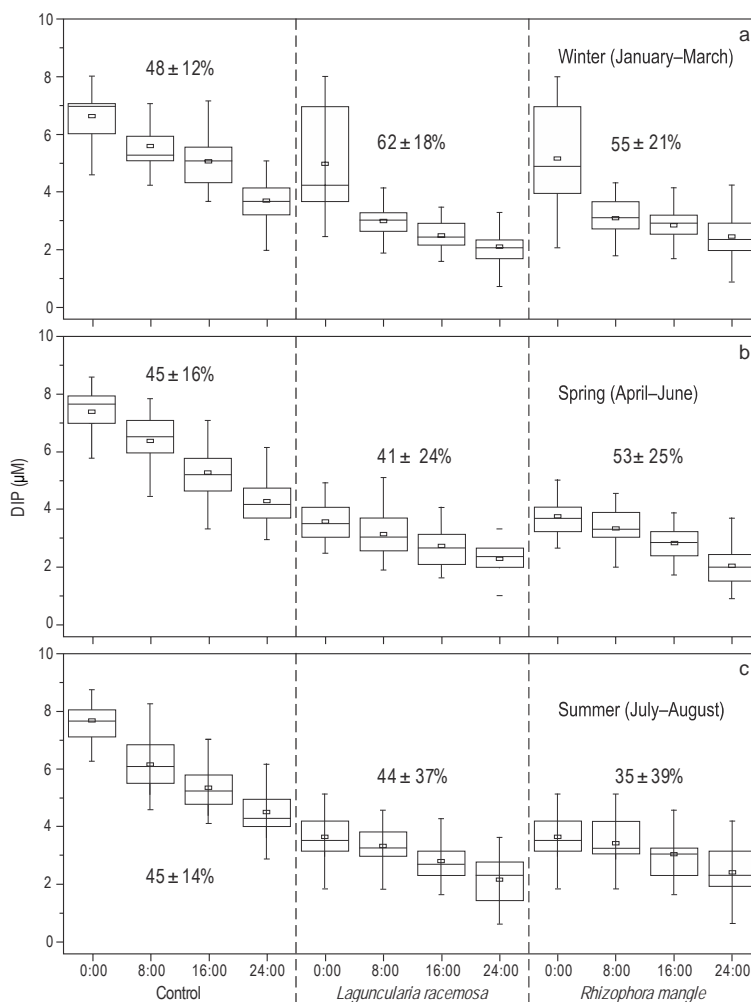 10
8
6
4
2
0
a
Winter (January–March)
48 ± 12%
62 ± 18%
55 ± 21%
10
8
6
4
2
0
b
Spring (April–June)
45 ± 16%
41 ± 24%
53 ± 25%
DIP (µM)
10
8
6
4
2
0
c
Summer (July–August)
44 ± 37%
35 ± 39%
45 ± 14%
0:00 8:00 16:00 24:00 0:00 8:00 16:00 24:00 0:00 8:00 16:00 24:00
Control Laguncularia racemosa Rhizophora mangle